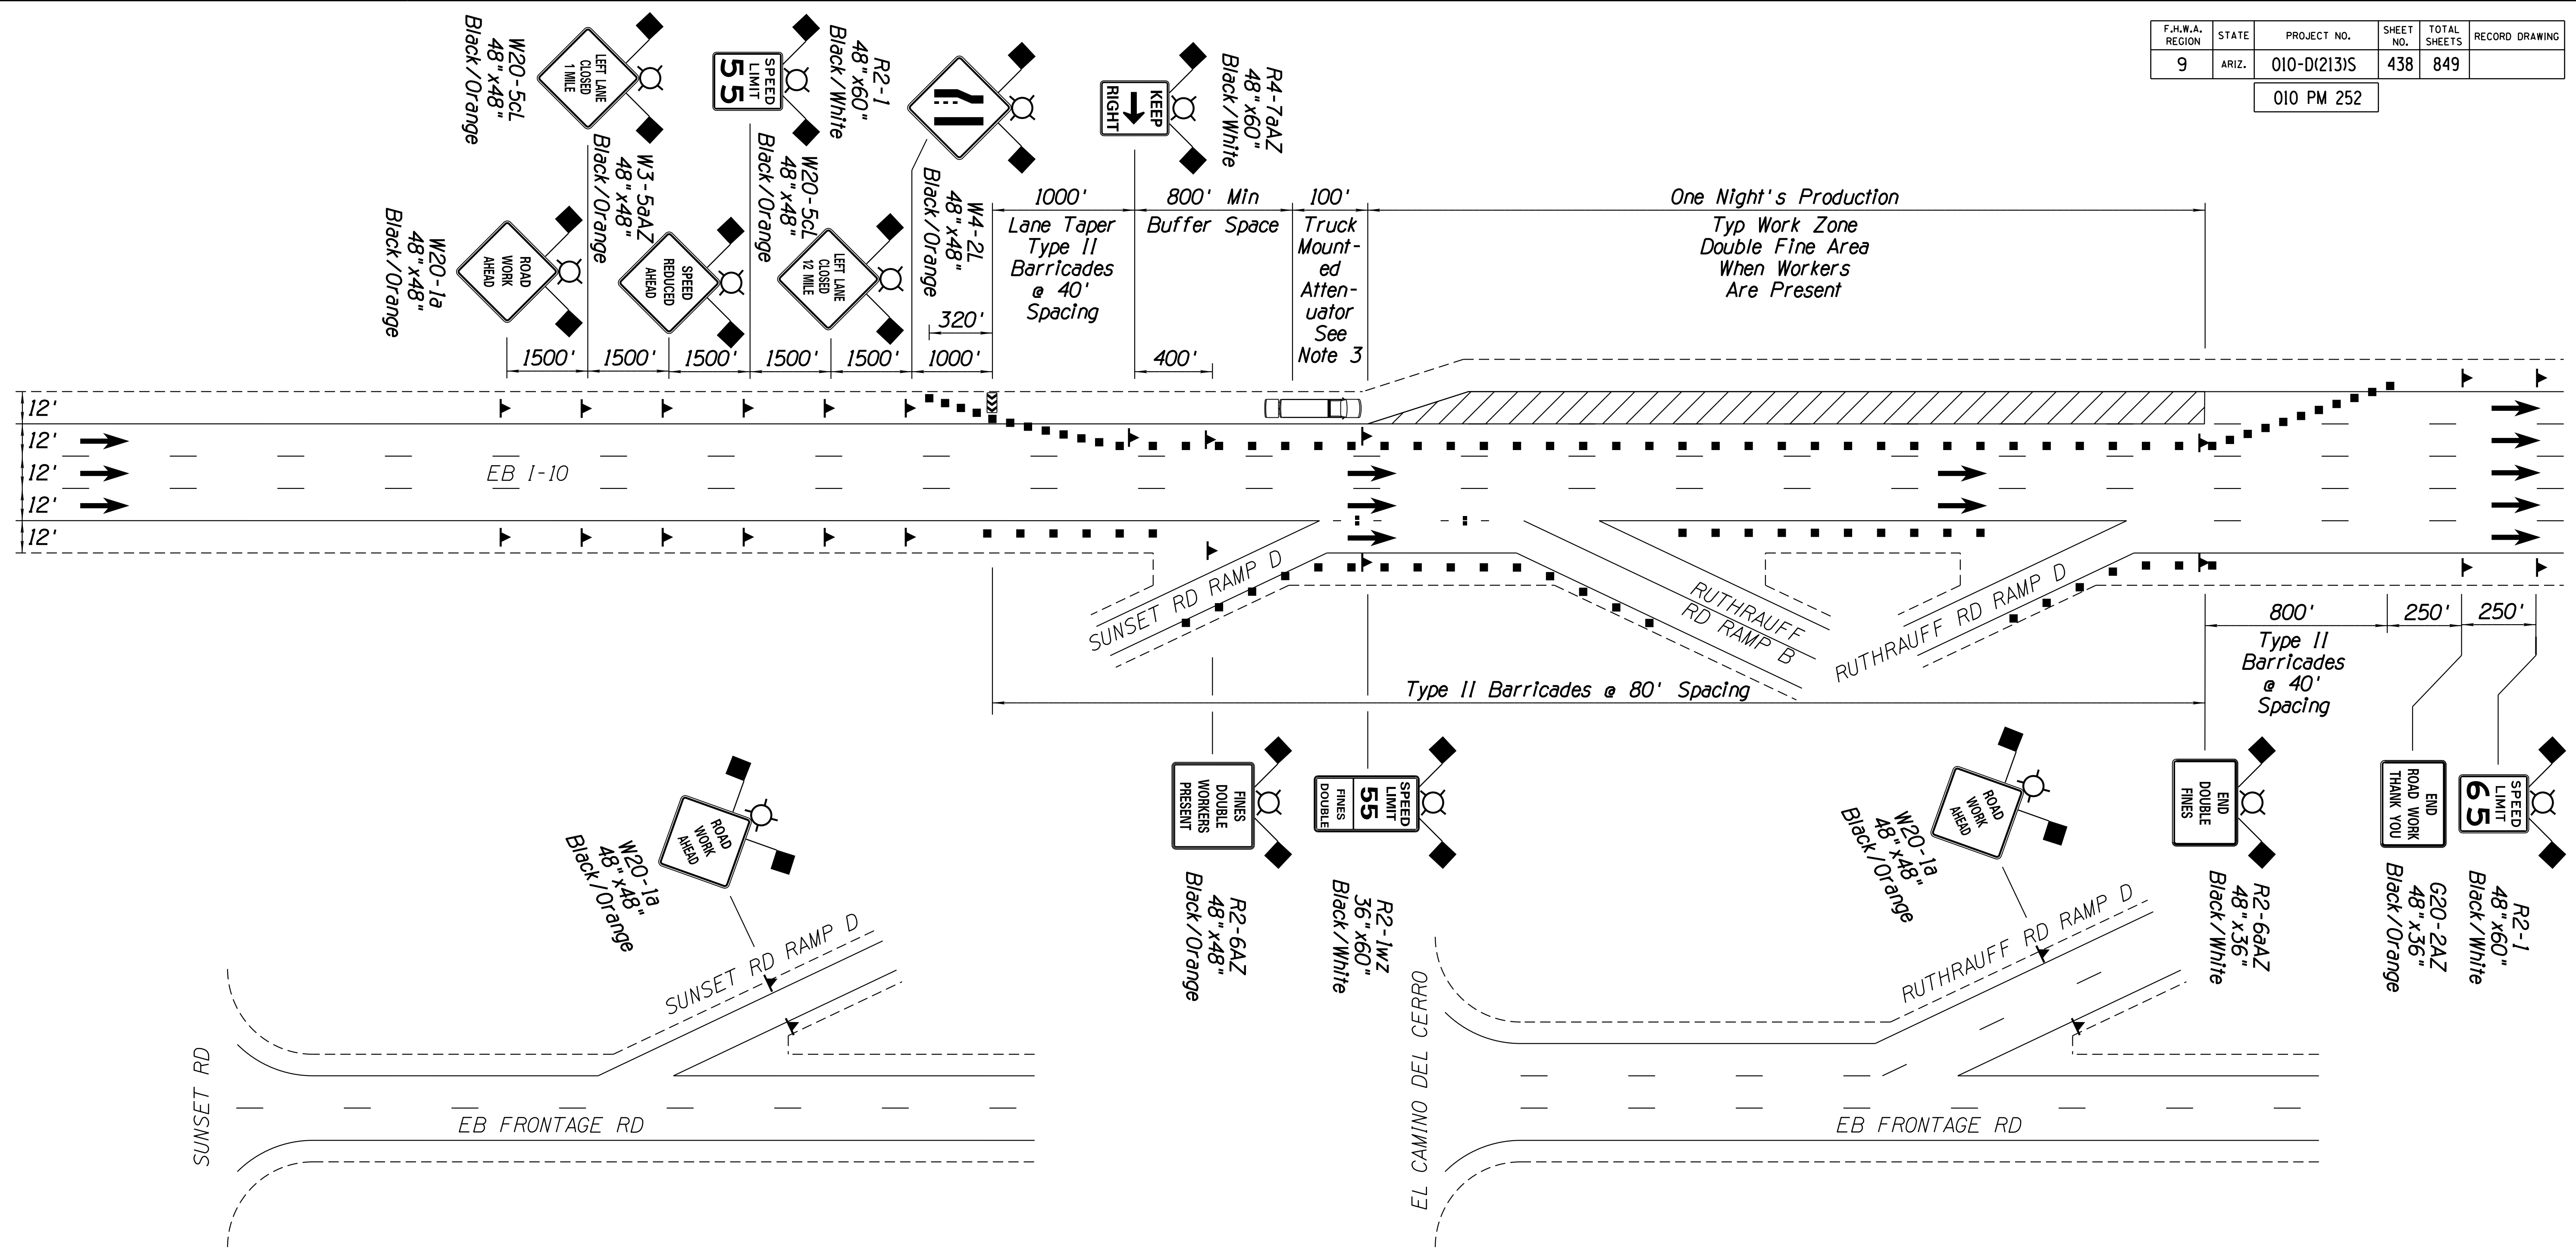 F.H.W.A. REGION
STATE
PROJECT NO.
SHEET NO.
TOTAL SHEETS
RECORD DRAWING
9
ARIZ.
010-D(213)S
438
849
010 PM 252
W20-5cL
48"x48"
Black/Orange
LEFT LANE
CLOSED
1 MILE
SPEED
LIMIT
55
R2-1
48"x60"
Black/White
KEEP
RIGHT
R4-7aAZ
48"x60"
Black/White
W20-1a
48"x48"
Black/Orange
ROAD
WORK
AHEAD
W3-5aAZ
48"x48"
Black/Orange
SPEED
REDUCED
AHEAD
W20-5cL
48"x48"
Black/Orange
LEFT LANE
CLOSED
1/2 MILE
W4-2L
48"x48"
Black/Orange
1000'
Lane Taper
Type II
Barricades
@ 40'
Spacing
800' Min
Buffer Space
100'
Truck
Mount-
ed
Atten-
uator
See
Note 3
One Night's Production
Typ Work Zone
Double Fine Area
When Workers
Are Present
320'
1500'
1500'
1500'
1500'
1500'
1000'
400'
12'
12'
12'
12'
12'
EB I-10
SUNSET RD RAMP D
RUTHRAUFF
RD RAMP B
RUTHRAUFF RD RAMP D
Type II Barricades @ 80' Spacing
800'
250'
250'
Type II
Barricades
@ 40'
Spacing
ROAD
WORK
AHEAD
W20-1a
48"x48"
Black/Orange
FINES
DOUBLE
WORKERS
PRESENT
R2-6AZ
48"x48"
Black/Orange
SPEED
LIMIT
55
FINES
DOUBLE
R2-1wz
36"x60"
Black/White
ROAD
WORK
AHEAD
W20-1a
48"x48"
Black/Orange
END
DOUBLE
FINES
R2-6aAZ
48"x36"
Black/White
END
ROAD WORK
THANK YOU
G20-2AZ
48"x36"
Black/Orange
SPEED
LIMIT
65
R2-1
48"x60"
Black/White
SUNSET RD RAMP D
SUNSET RD
EB FRONTAGE RD
RUTHRAUFF RD RAMP D
EL CAMINO DEL CERRO
EB FRONTAGE RD